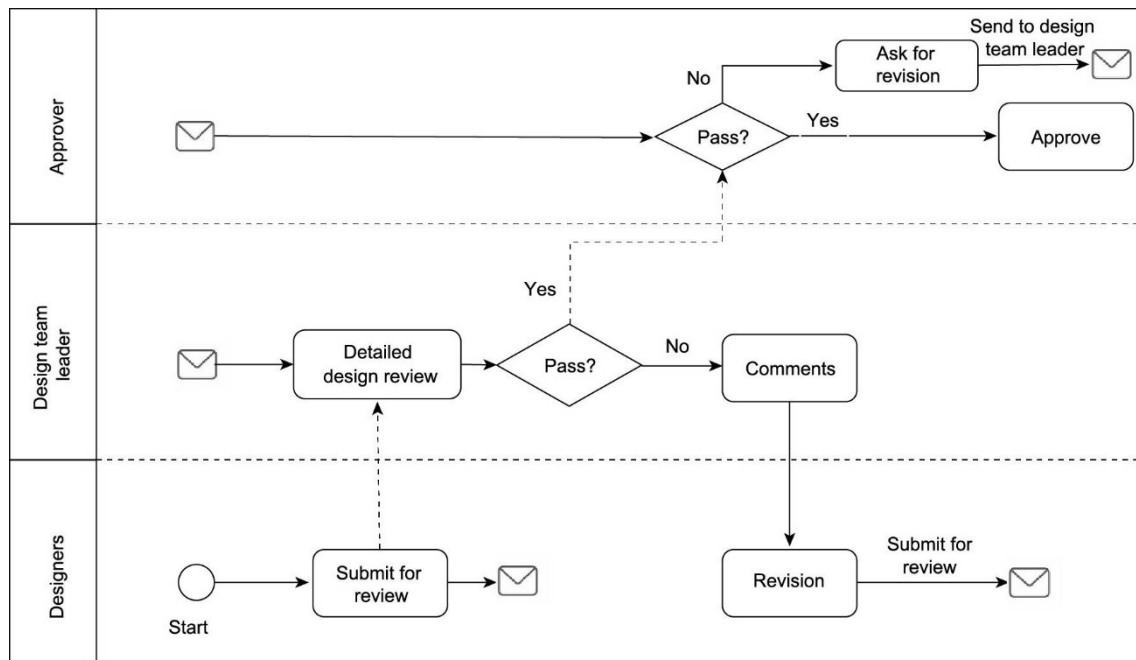 Approver
Send to design
team leader
Ask for
revision
No
Pass?
Yes
Approve
Design team
leader
Yes
Detailed
design review
Pass?
No
Comments
Designers
Start
Submit for
review
Revision
Submit for
review